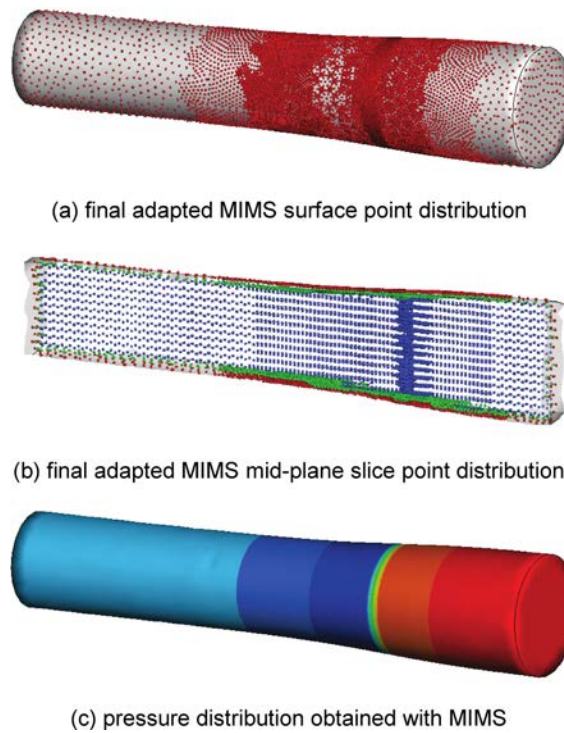 (a) final adapted MIMS surface point distribution
(b) final adapted MIMS mid-plane slice point distribution
(c) pressure distribution obtained with MIMS